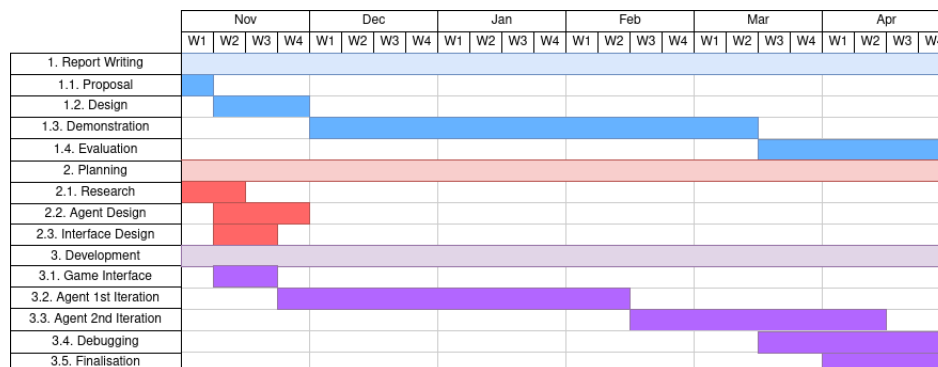 Nov Dec Jan Feb Mar Apr
W1 W2 W3 W4 W1 W2 W3 W4 W1 W2 W3 W4 W1 W2 W3 W4 W1 W2 W3 W4 W1 W2 W3
1. Report Writing
1.1. Proposal
1.2. Design
1.3. Demonstration
1.4. Evaluation
2. Planning
2.1. Research
2.2. Agent Design
2.3. Interface Design
3. Development
3.1. Game Interface
3.2. Agent 1st Iteration
3.3. Agent 2nd Iteration
3.4. Debugging
3.5. Finalisation